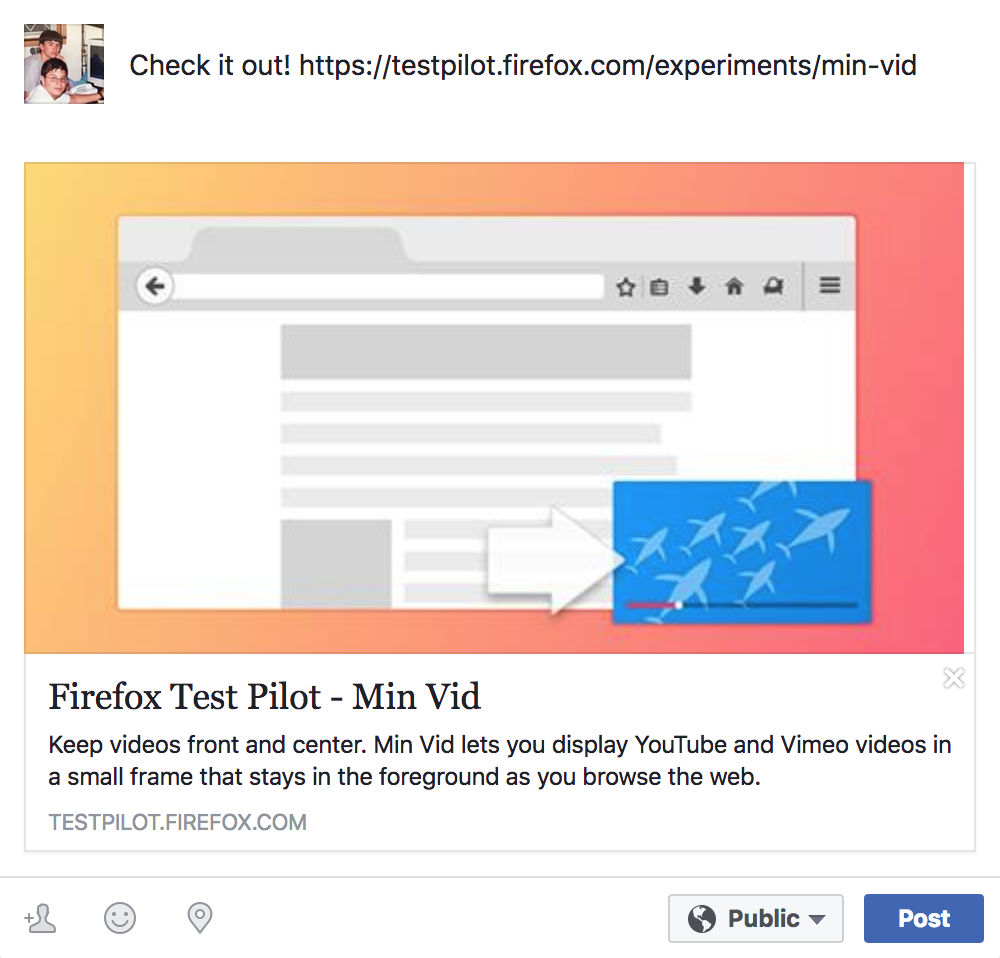 Check it out! https://testpilot.firefox.com/experiments/min-vid
Firefox Test Pilot - Min Vid
Keep videos front and center. Min Vid lets you display YouTube and Vimeo videos in
a small frame that stays in the foreground as you browse the web.
TESTPILOT.FIREFOX.COM
Public
Post